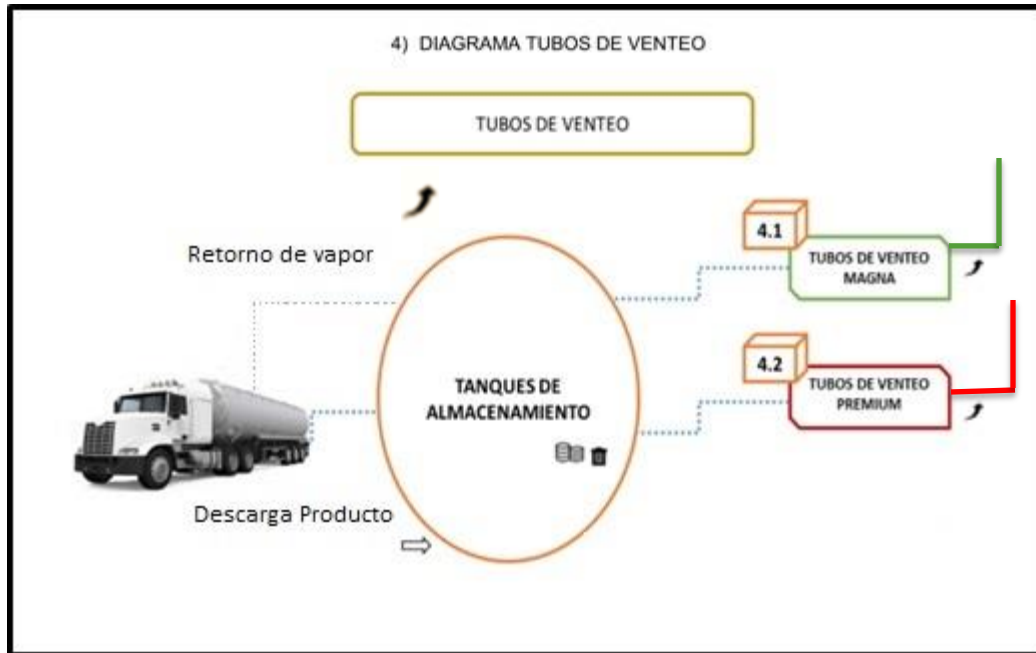 4) DIAGRAMA TUBOS DE VENTEO
TUBOS DE VENTEO
Retorno de vapor
4.1
TUBOS DE VENTEO
MAGNA
4.2
TUBOS DE VENTEO
PREMIUM
TANQUES DE
ALMACENAMIENTO
Descarga Producto